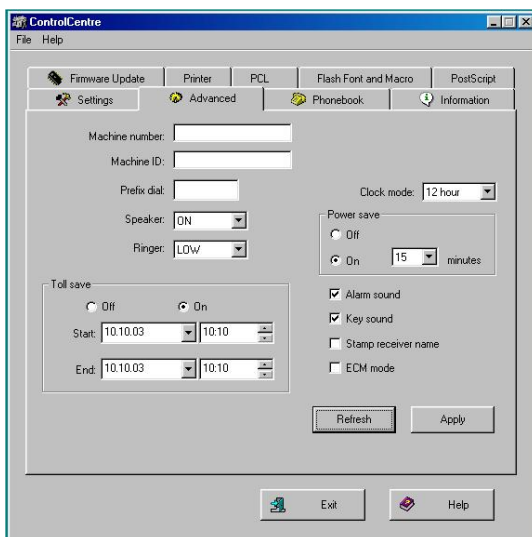 ControlCentre
File Help
Firmware Update Printer PCL Flash Font and Macro PostScript
Settings Advanced Phonebook Information
Machine number:
Machine ID:
Prefix dial: Clock mode: 12 hour
Speaker: ON Power save
Off
Ringer: LOW On 15 minutes
Toll save Alarm sound
Off On Key sound
Start: 10.10.03 10:10 Stamp receiver name
End: 10.10.03 10:10 ECM mode
Refresh Apply
Exit Help